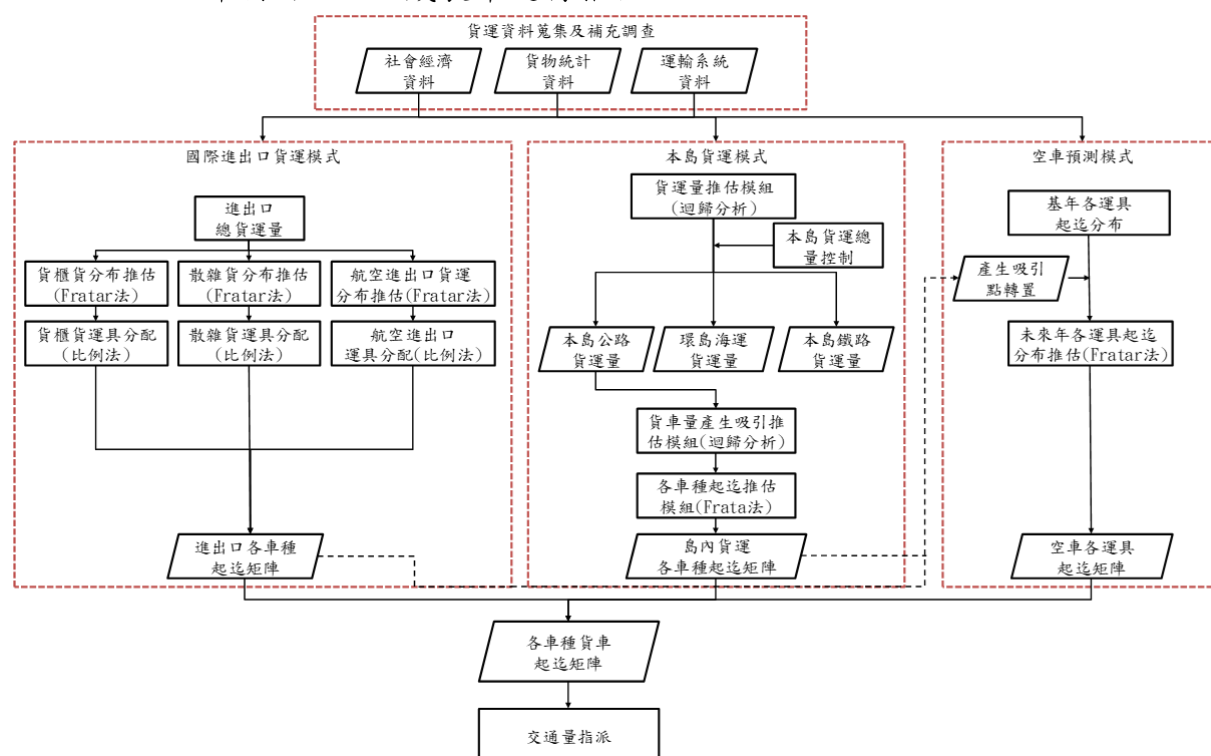 貨運資料蒐集及補充調查
社會經濟
資料
貨物統計
資料
運輸系統
資料
國際進出口貨運模式
進出口
總貨運量
貨櫃貨分布推估
(Fratar法)
散雜貨分布推估
(Fratar法)
航空進出口貨運
分布推估(Fratar法)
貨櫃貨運具分配
(比例法)
散雜貨運具分配
(比例法)
航空進出口
運具分配(比例法)
進出口各車種
起迄矩陣
本島貨運模式
貨運量推估模組
(迴歸分析)
本島貨運總
量控制
本島公路
貨運量
環島海運
貨運量
本島鐵路
貨運量
貨車量產生吸引推
估模組(迴歸分析)
各車種起迄推估
模組(Frata法)
島內貨運
各車種起迄矩陣
空車預測模式
基年各運具
起迄分布
產生吸引
點轉置
未來年各運具起迄
分布推估(Fratar法)
空車各運具
起迄矩陣
各車種貨車
起迄矩陣
交通量指派